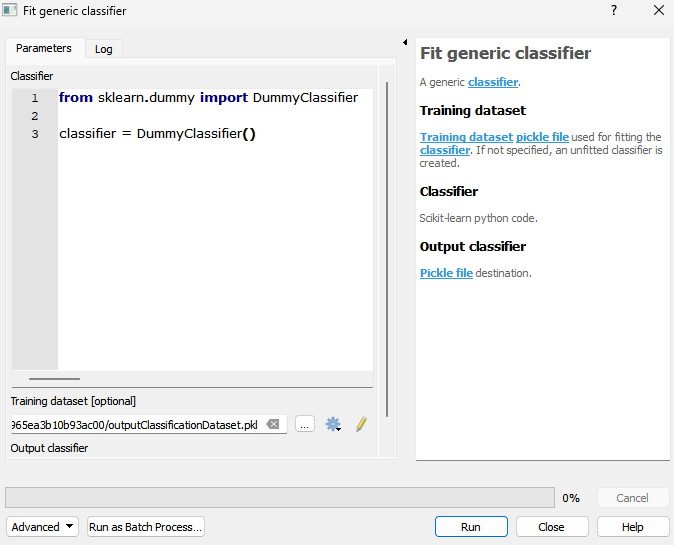 Fit generic classifier
?
Parameters
Log
Classifier
1 from sklearn.dummy import DummyClassifier
2
3 classifier = DummyClassifier()
Training dataset [optional]
965ea3b10b93ac00/outputClassificationDataset.pkl
...
Output classifier
Fit generic classifier
A generic classifier.
Training dataset
Training dataset pickle file used for fitting the
classifier. If not specified, an unfitted classifier is
created.
Classifier
Scikit-learn python code.
Output classifier
Pickle file destination.
0%
Cancel
Advanced
Run as Batch Process...
Run
Close
Help